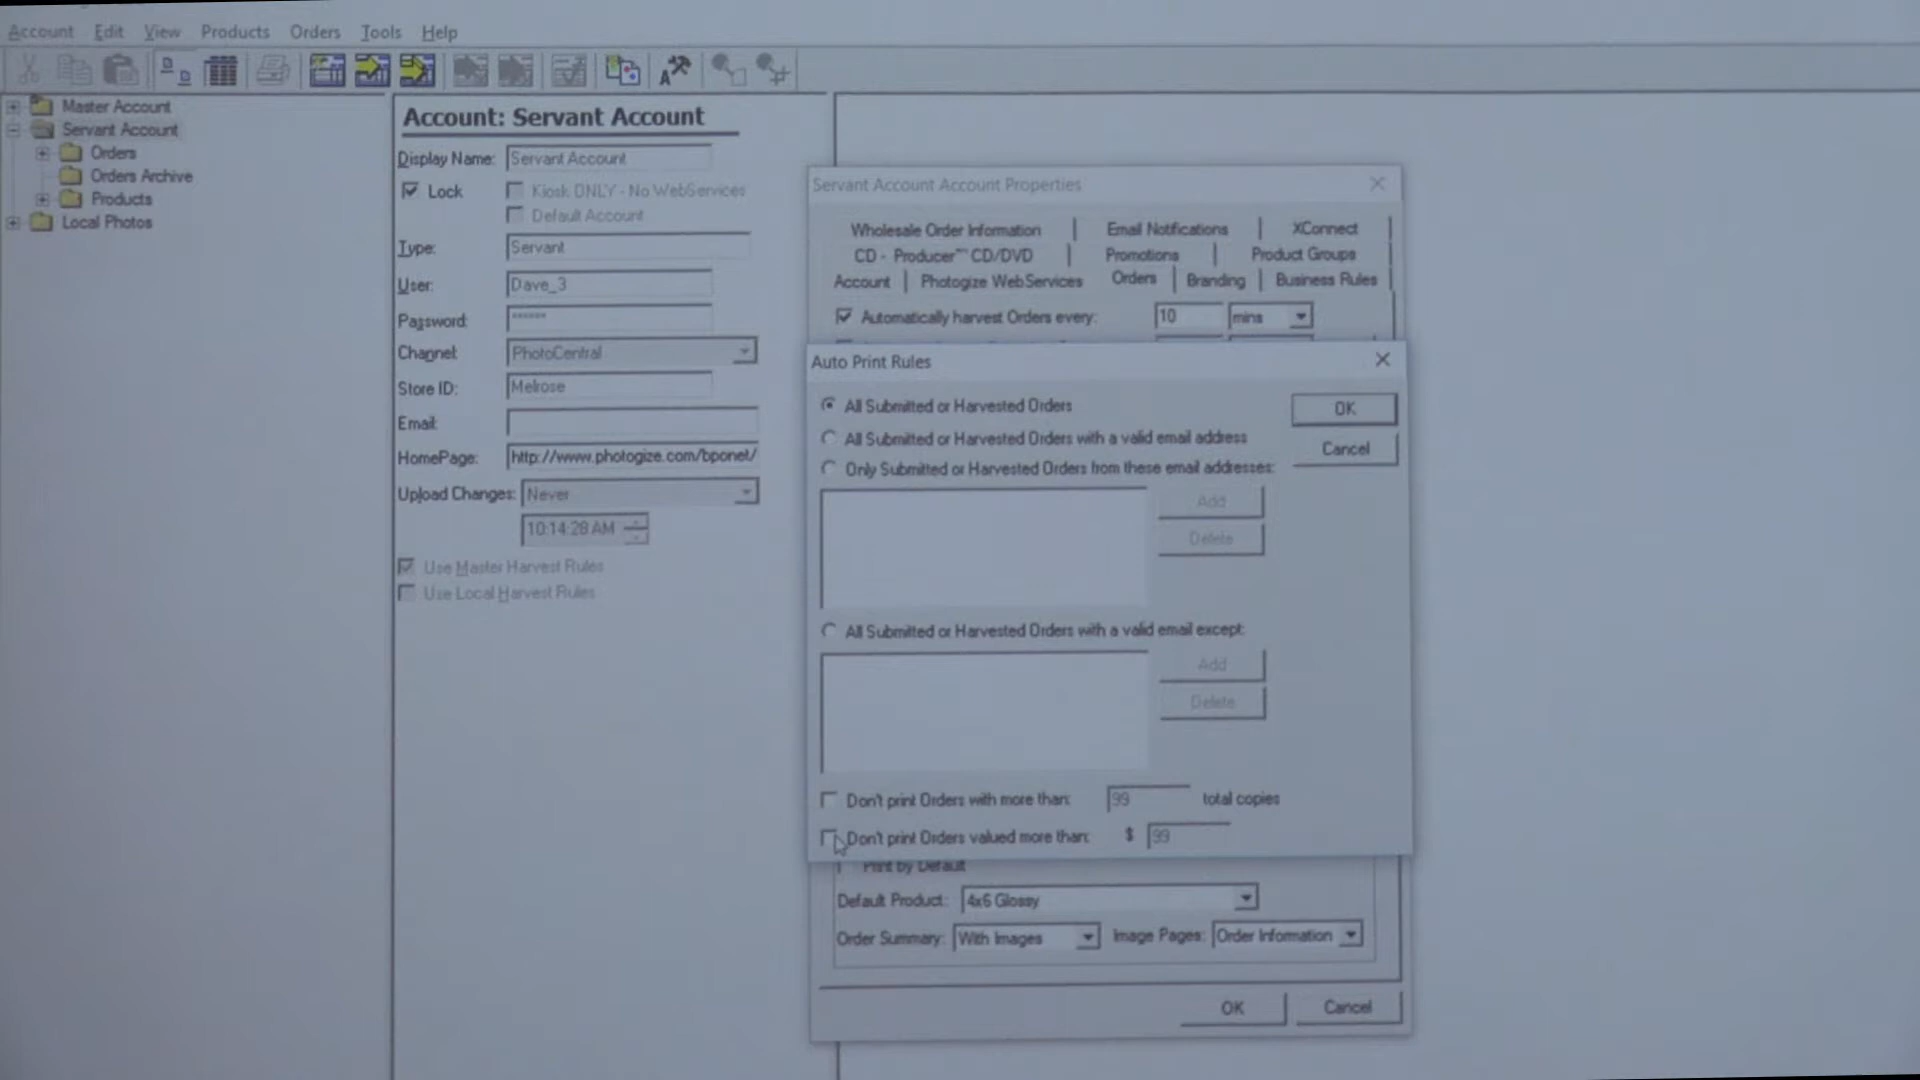 Account Edit View Products Orders Tools Help
Master Account
Servant Account
Orders
Orders Archive
Products
Local Photos
Account: Servant Account
Display Name: Servant Account
Lock Kiosk ONLY - No WebServices
Default Account
Type: Servant
User: Dave_3
Password: ******
Channel: PhotoCentral
Store ID: Melrose
Email:
HomePage: http://www.photogize.com/bponet/
Upload Changes: Never
10:14:28 AM
Use Master Harvest Rules
Use Local Harvest Rules
Servant Account Account Properties
Wholesale Order Information Email Notifications XConnect
CD - Producer™ CD/DVD Promotions Product Groups
Account Photogize WebServices Orders Branding Business Rules
Automatically harvest Orders every: 10 mins
Auto Print Rules
All Submitted or Harvested Orders OK
All Submitted or Harvested Orders with a valid email address
Cancel
Only Submitted or Harvested Orders from these email addresses:
Add
Delete
All Submitted or Harvested Orders with a valid email except:
Add
Delete
Don't print Orders with more than: 99 total copies
Don't print Orders valued more than: $ 99
Print by Default
Default Product: 4x6 Glossy
Order Summary: With Images Image Pages: Order Information
OK Cancel